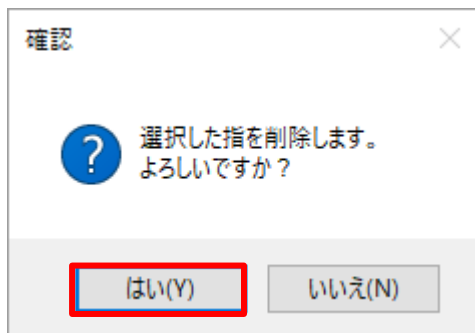 確認
選択した指を削除します。
よろしいですか？
はい(Y)
いいえ(N)